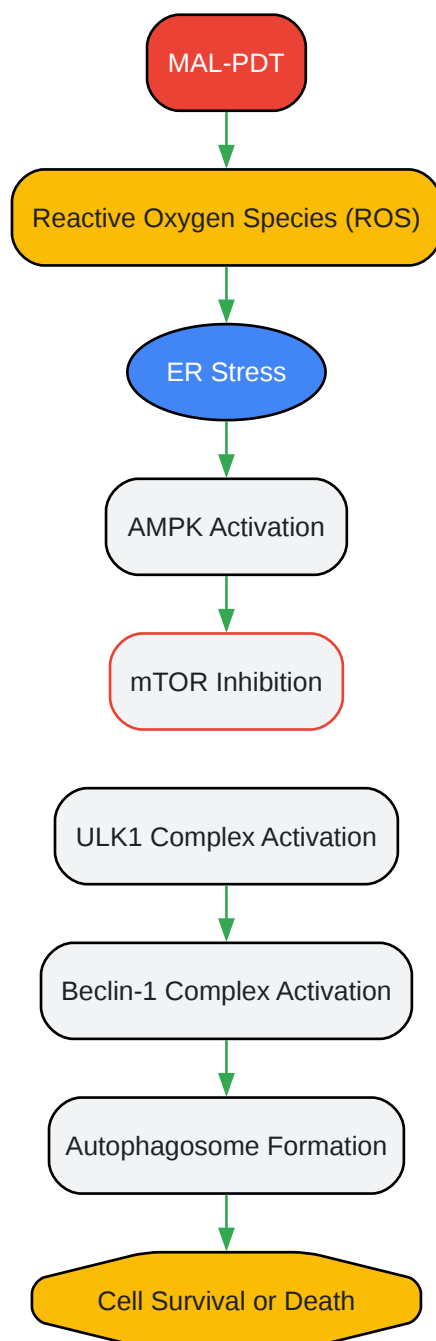 MAL-PDT
Reactive Oxygen Species (ROS)
ER Stress
AMPK Activation
mTOR Inhibition
ULK1 Complex Activation
Beclin-1 Complex Activation
Autophagosome Formation
Cell Survival or Death